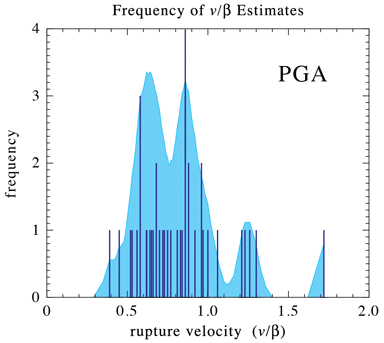 Frequency of v/β Estimates
PGA
frequency
4
3
2
1
0
0 0.5 1.0 1.5 2.0
rupture velocity (v/β)